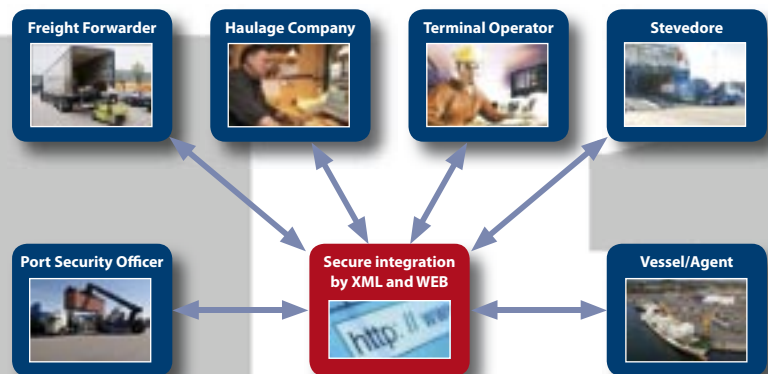 Freight Forwarder
Haulage Company
Terminal Operator
Stevedore
Port Security Officer
Secure integration
by XML and WEB
http://www
Vessel/Agent